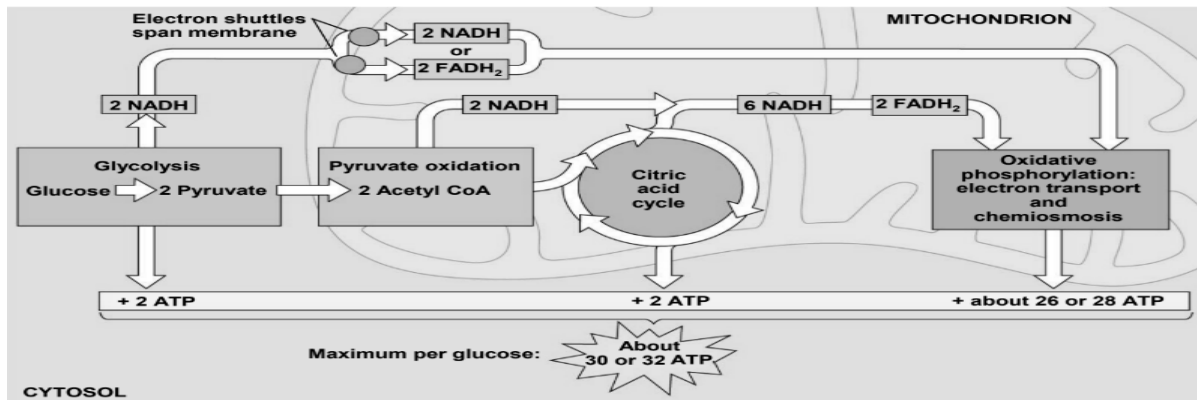 Electron shuttles
span membrane
MITOCHONDRION
2 NADH
or
2 FADH₂
2 NADH
2 NADH
6 NADH
2 FADH₂
Glycolysis
Glucose
2 Pyruvate
Pyruvate oxidation
2 Acetyl CoA
Citric
acid
cycle
Oxidative
phosphorylation:
electron transport
and
chemiosmosis
+ 2 ATP
+ 2 ATP
+ about 26 or 28 ATP
Maximum per glucose:
About
30 or 32 ATP
CYTOSOL